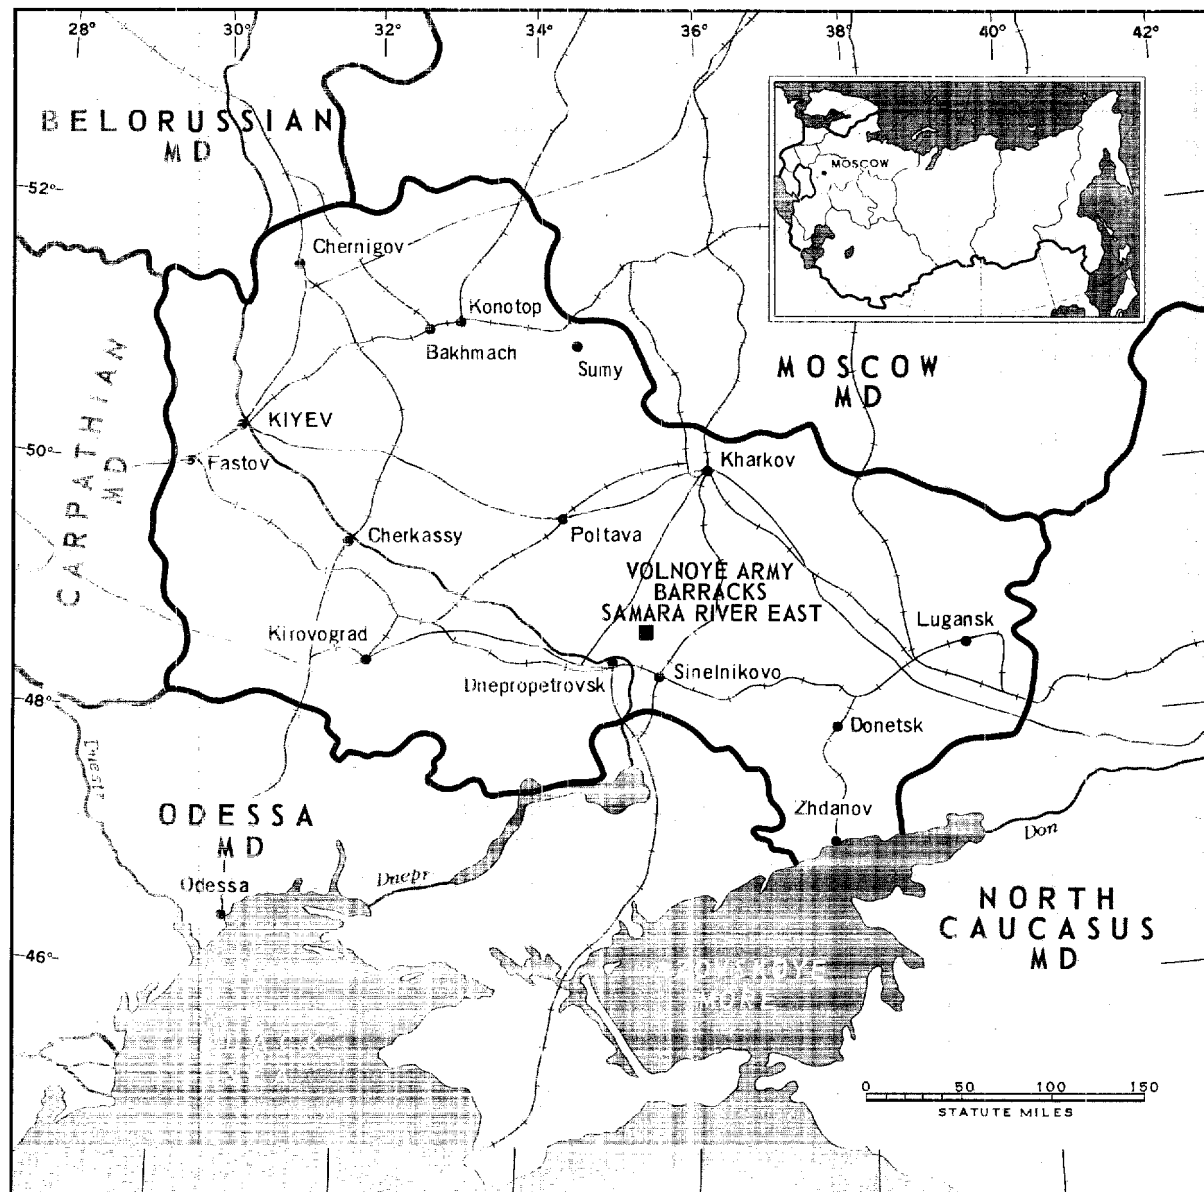 28° 30° 32° 34° 36° 38° 40° 42°
BELORUSSIAN
MD
MOSCOW
52°
Chernigov
Konotop
Bakhmach
Sumy
MOSCOW
MD
CARPATHIAN
MD
KIYEV
50°
Fastov
Kharkov
Cherkassy
Poltava
VOLNOYE ARMY
BARRACKS
SAMARA RIVER EAST
Lugansk
Kirovograd
Sinelnikovo
Dnepropetrovsk
48°
Donetsk
Dnestr
Zhdanov
ODESSA
MD
Don
Dnepr
Odessa
NORTH
CAUCASUS
MD
46°
MORE
0 50 100 150
STATUTE MILES